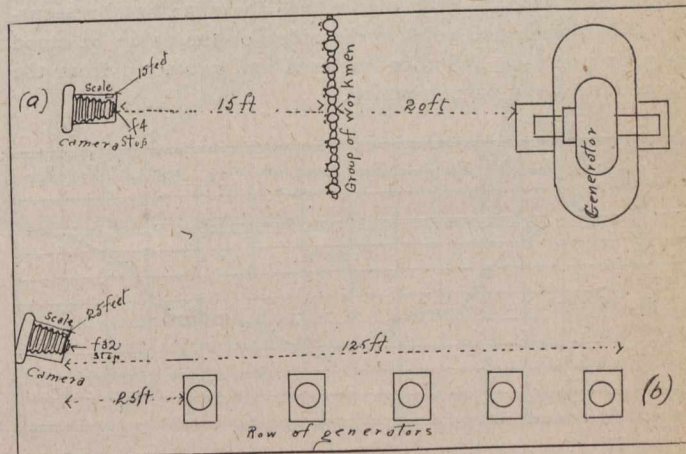 (a)
Scale
15feet
f4
Stop
Camera
15ft
Group of workmen
20ft
Generator
Scale
25feet
f32
Stop
Camera
125ft
25ft
Row of generators
(b)